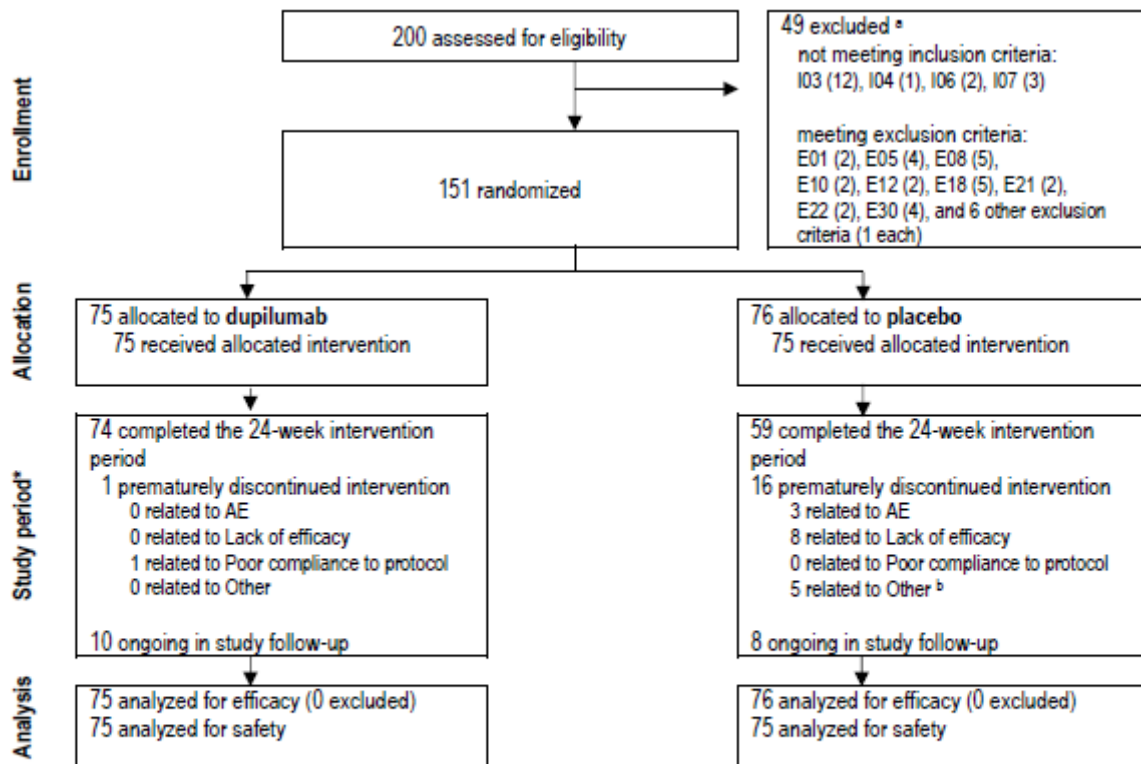 Enrollment
200 assessed for eligibility
49 excluded ª
not meeting inclusion criteria:
I03 (12), I04 (1), I06 (2), I07 (3)
meeting exclusion criteria:
E01 (2), E05 (4), E08 (5),
E10 (2), E12 (2), E18 (5), E21 (2),
E22 (2), E30 (4), and 6 other exclusion
criteria (1 each)
151 randomized
Allocation
75 allocated to dupilumab
75 received allocated intervention
76 allocated to placebo
75 received allocated intervention
Study period*
74 completed the 24-week intervention
period
1 prematurely discontinued intervention
0 related to AE
0 related to Lack of efficacy
1 related to Poor compliance to protocol
0 related to Other
10 ongoing in study follow-up
59 completed the 24-week intervention
period
16 prematurely discontinued intervention
3 related to AE
8 related to Lack of efficacy
0 related to Poor compliance to protocol
5 related to Other ᵇ
8 ongoing in study follow-up
Analysis
75 analyzed for efficacy (0 excluded)
75 analyzed for safety
76 analyzed for efficacy (0 excluded)
75 analyzed for safety